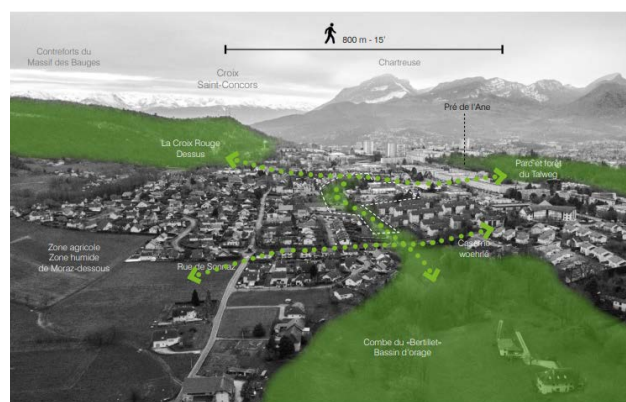 800 m - 15'
Contreforts du
Massif des Bauges
Croix
Saint-Concors
Chartreuse
Pré de l'Ane
La Croix Rouge
Dessus
Parc et forêt
du Talweg
Zone agricole
Zone humide
de Moraz-dessous
Rue de Sonnaz
Caserne
woehrlé
Combe du «Bertillet»
Bassin d'orage